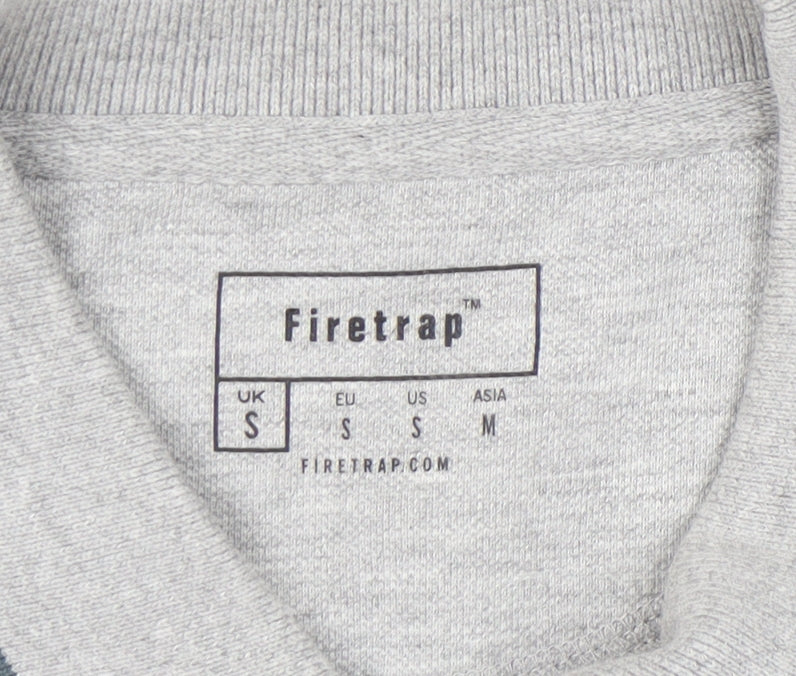 Firetrap™
UK EU US ASIA
S S S M
FIRETRAP.COM